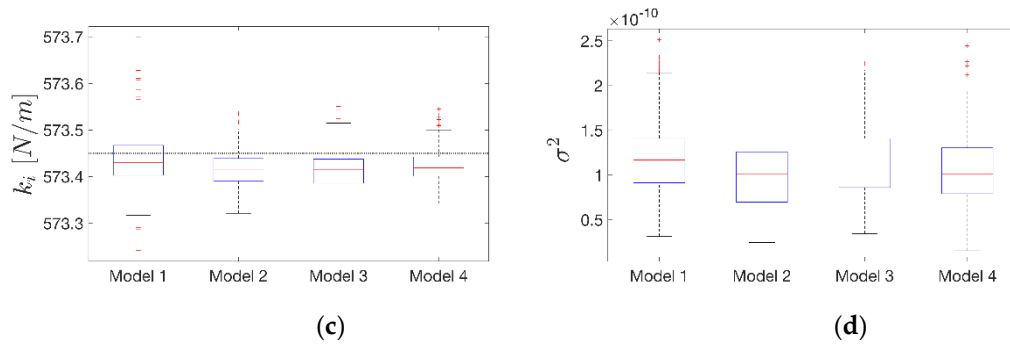 573.7
573.6
573.5
573.4
573.3
k_i [N/m]
Model 1 Model 2 Model 3 Model 4
(c)
×10^-10
2.5
2
1.5
1
0.5
σ^2
Model 1 Model 2 Model 3 Model 4
(d)